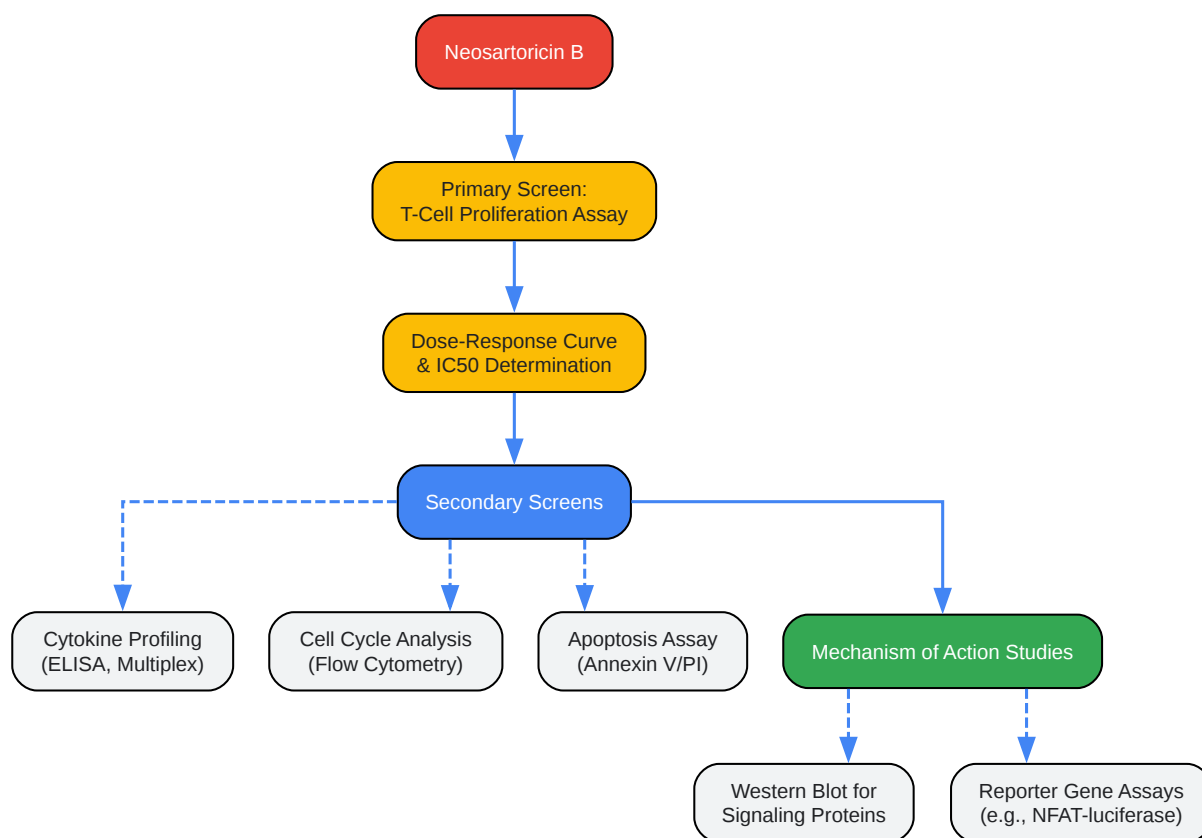 Neosartoricin B
Primary Screen:
T-Cell Proliferation Assay
Dose-Response Curve
& IC50 Determination
Secondary Screens
Cytokine Profiling
(ELISA, Multiplex)
Cell Cycle Analysis
(Flow Cytometry)
Apoptosis Assay
(Annexin V/PI)
Mechanism of Action Studies
Western Blot for
Signaling Proteins
Reporter Gene Assays
(e.g., NFAT-luciferase)